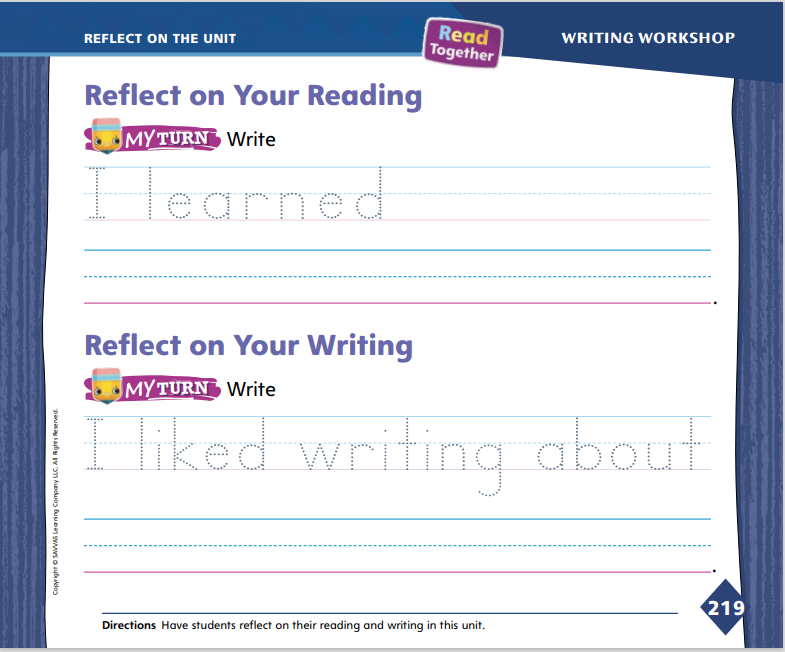 REFLECT ON THE UNIT
Read Together
WRITING WORKSHOP
Reflect on Your Reading
MY TURN Write
I learned
.
Reflect on Your Writing
MY TURN Write
I liked writing about
.
Copyright © SAVVAS Learning Company LLC. All Rights Reserved.
Directions Have students reflect on their reading and writing in this unit.
219